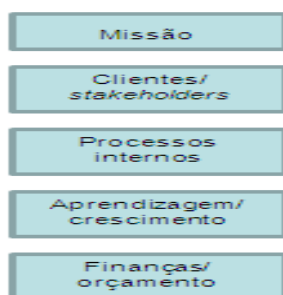 Missão
Clientes/
stakeholders
Processos
internos
Aprendizagem/
crescimento
Finanças/
orçamento